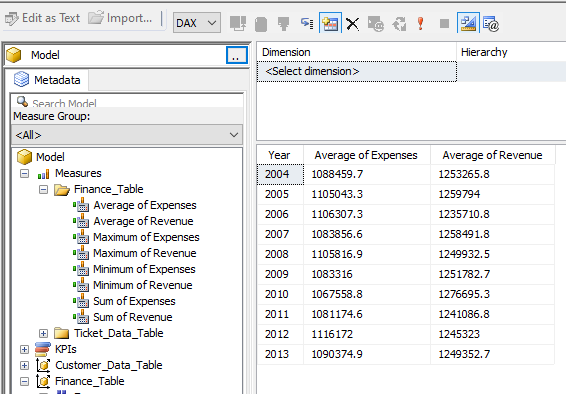 Edit as Text Import... DAX
Model ..
Metadata
Search Model
Measure Group:
<All>
Model
Measures
Finance_Table
Average of Expenses
Average of Revenue
Maximum of Expenses
Maximum of Revenue
Minimum of Expenses
Minimum of Revenue
Sum of Expenses
Sum of Revenue
Ticket_Data_Table
KPIs
Customer_Data_Table
Finance_Table
Dimension Hierarchy
<Select dimension>
Year Average of Expenses Average of Revenue
2004 1088459.7 1253265.8
2005 1105043.3 1259794
2006 1106307.3 1235710.8
2007 1083856.6 1258491.8
2008 1105816.9 1249932.5
2009 1083316 1251782.7
2010 1067558.8 1276695.3
2011 1081174.6 1241086.8
2012 1116172 1245323
2013 1090374.9 1249352.7